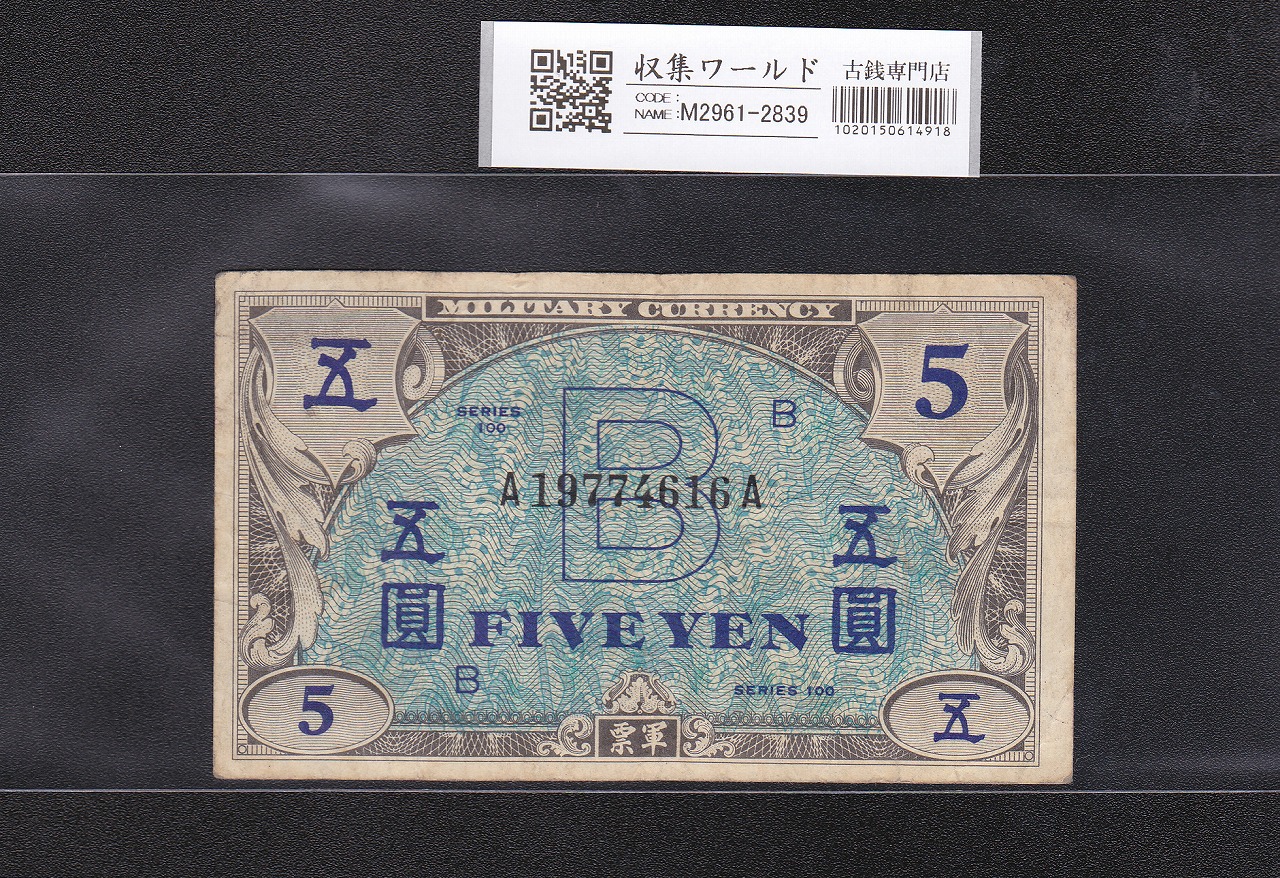 収集ワールド 古銭専門店
CODE :
NAME : M2961-2839
1020150614918
MILITARY CURRENCY
五 5
SERIES
100
B
B
A19774616A
五 五
圓 FIVE YEN 圓
B
SERIES 100
5 五
票軍